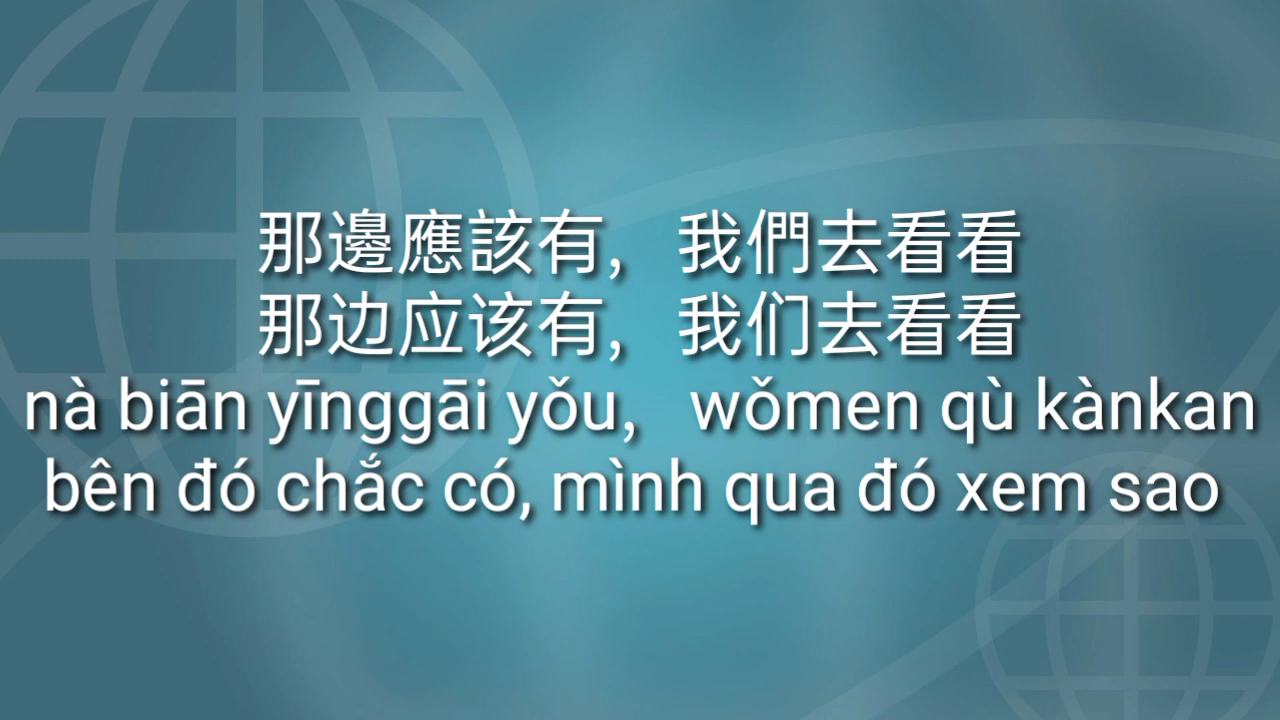 那邊應該有，我們去看看
那边应该有，我们去看看
nà biān yīnggāi yǒu，wǒmen qù kànkan
bên đó chắc có, mình qua đó xem sao